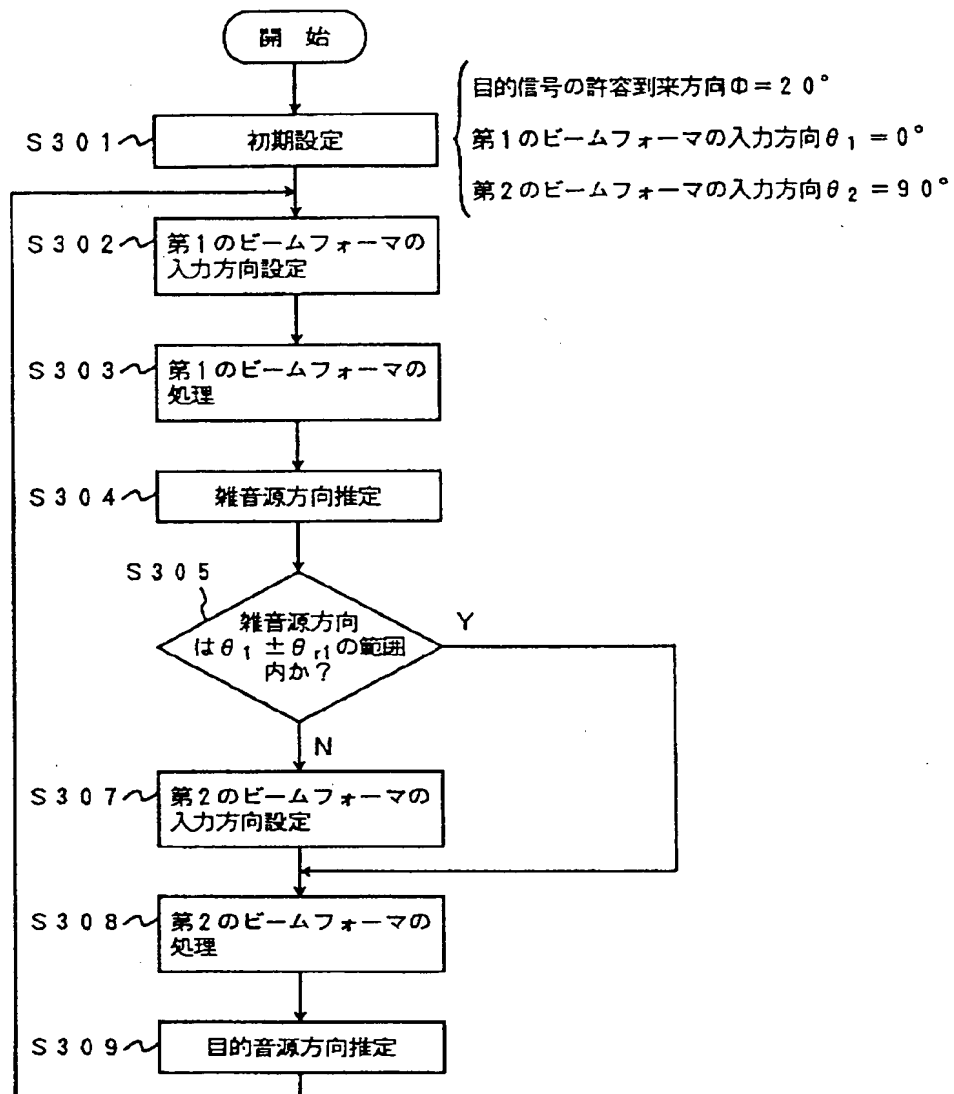 開 始
S301
初期設定
目的信号の許容到来方向Φ=20°
第1のビームフォーマの入力方向θ1=0°
第2のビームフォーマの入力方向θ2=90°
S302
第1のビームフォーマの
入力方向設定
S303
第1のビームフォーマの
処理
S304
雑音源方向推定
S305
雑音源方向
はθ1±θr1の範囲
内か?
Y
N
S307
第2のビームフォーマの
入力方向設定
S308
第2のビームフォーマの
処理
S309
目的音源方向推定